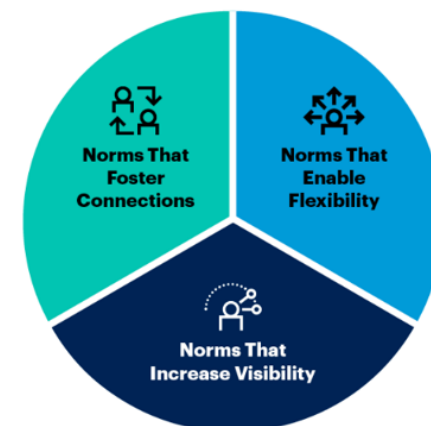 Norms That
Foster
Connections
Norms That
Enable
Flexibility
Norms That
Increase Visibility